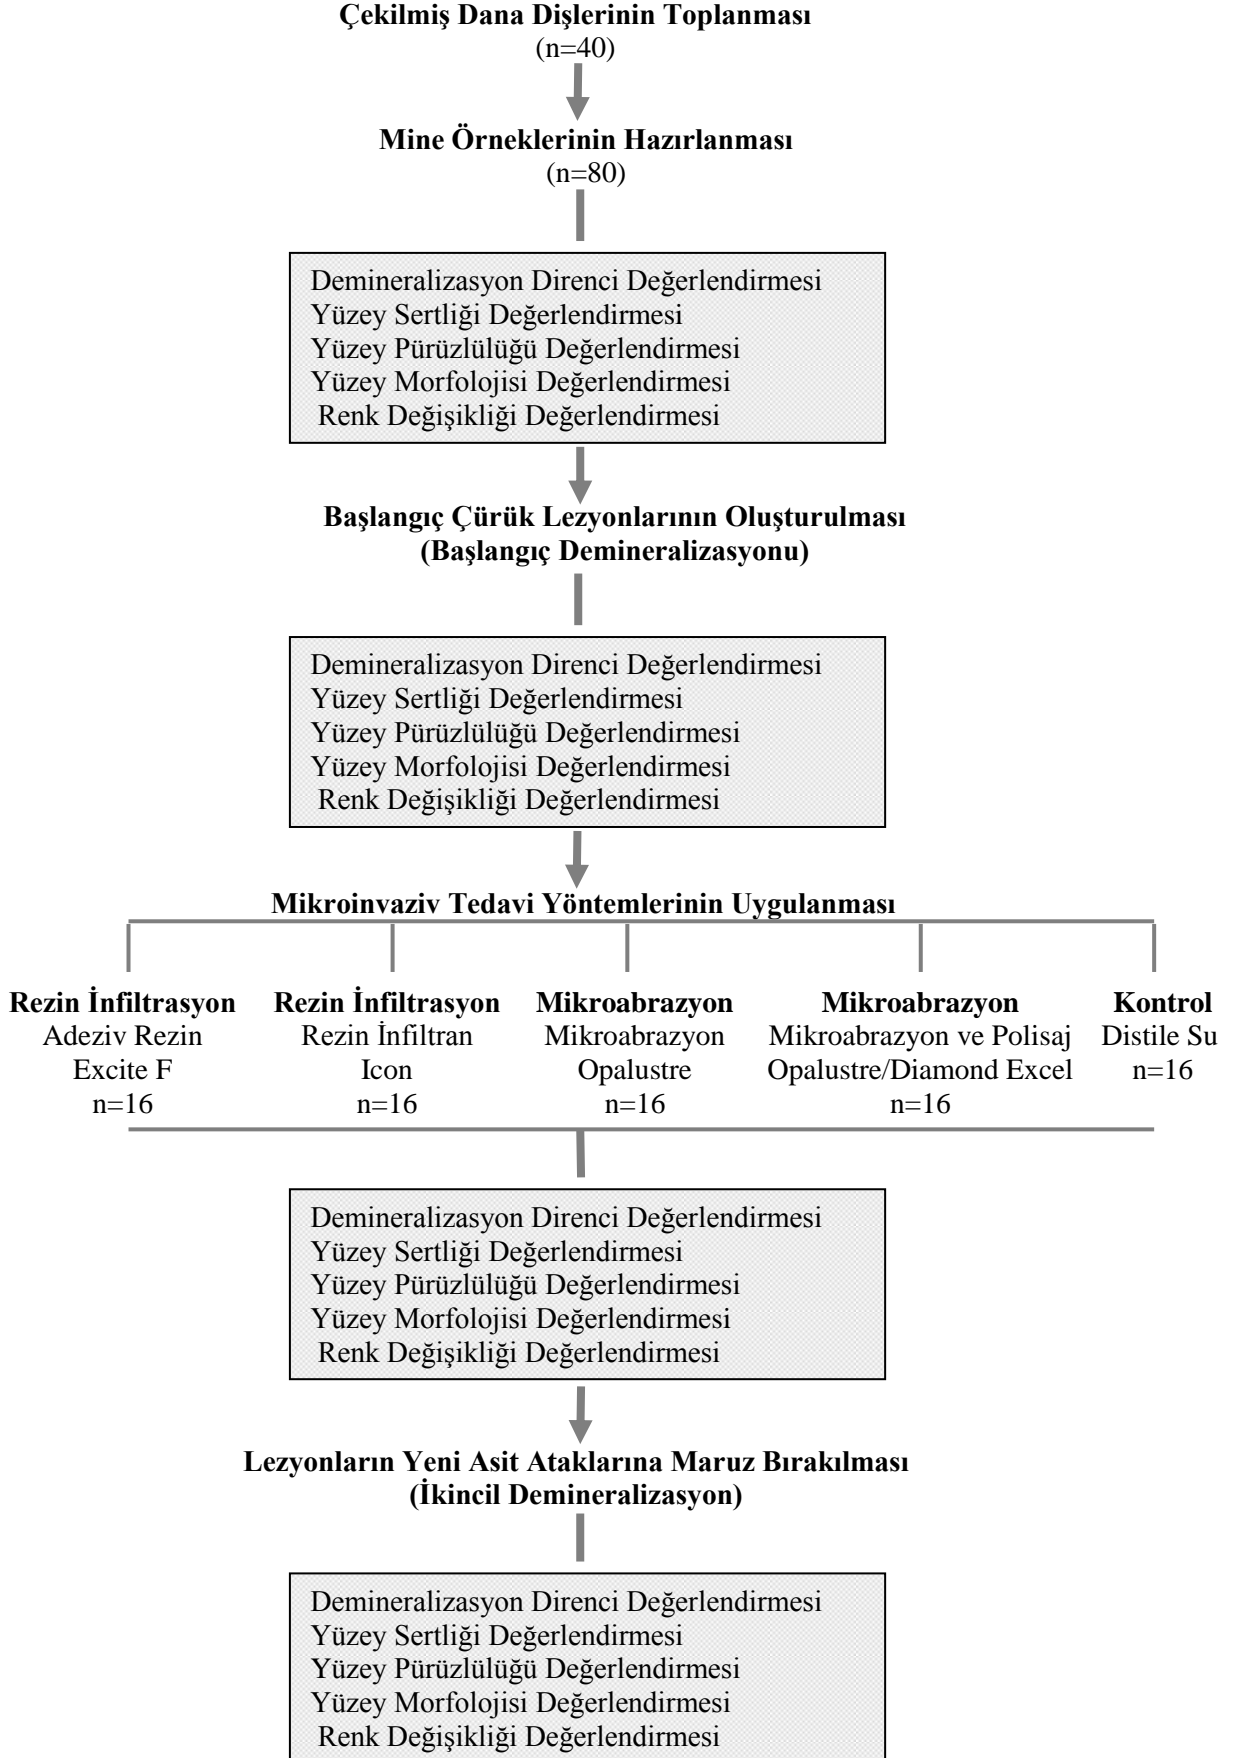 Çekilmiş Dana Dişlerinin Toplanması
(n=40)
Mine Örneklerinin Hazırlanması
(n=80)
Demineralizasyon Direnci Değerlendirmesi
Yüzey Sertliği Değerlendirmesi
Yüzey Pürüzlülüğü Değerlendirmesi
Yüzey Morfolojisi Değerlendirmesi
Renk Değişikliği Değerlendirmesi
Başlangıç Çürük Lezyonlarının Oluşturulması
(Başlangıç Demineralizasyonu)
Demineralizasyon Direnci Değerlendirmesi
Yüzey Sertliği Değerlendirmesi
Yüzey Pürüzlülüğü Değerlendirmesi
Yüzey Morfolojisi Değerlendirmesi
Renk Değişikliği Değerlendirmesi
Mikroinvaziv Tedavi Yöntemlerinin Uygulanması
Rezin İnfiltrasyon
Adeziv Rezin
Excite F
n=16
Rezin İnfiltrasyon
Rezin İnfiltran
Icon
n=16
Mikroabrazyon
Mikroabrazyon
Opalustre
n=16
Mikroabrazyon
Mikroabrazyon ve Polisaj
Opalustre/Diamond Excel
n=16
Kontrol
Distile Su
n=16
Demineralizasyon Direnci Değerlendirmesi
Yüzey Sertliği Değerlendirmesi
Yüzey Pürüzlülüğü Değerlendirmesi
Yüzey Morfolojisi Değerlendirmesi
Renk Değişikliği Değerlendirmesi
Lezyonların Yeni Asit Ataklarına Maruz Bırakılması
(İkincil Demineralizasyon)
Demineralizasyon Direnci Değerlendirmesi
Yüzey Sertliği Değerlendirmesi
Yüzey Pürüzlülüğü Değerlendirmesi
Yüzey Morfolojisi Değerlendirmesi
Renk Değişikliği Değerlendirmesi